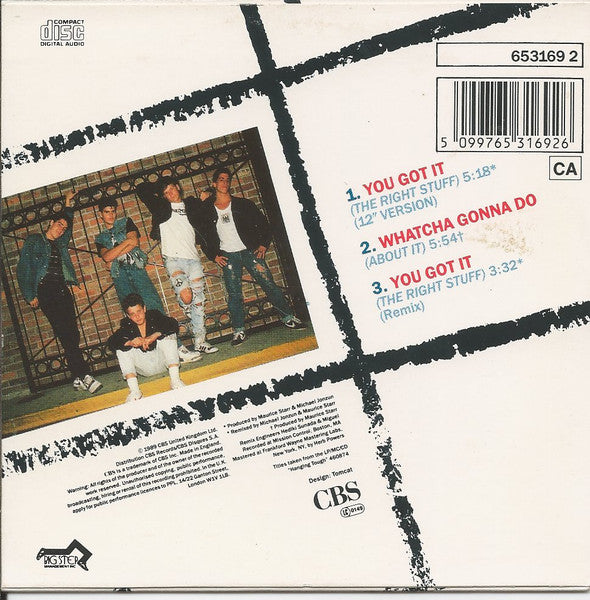 COMPACT
disc
DIGITAL AUDIO
653169 2
5 099765 316926
CA
1. YOU GOT IT
(THE RIGHT STUFF) 5:18*
(12" VERSION)
2. WHATCHA GONNA DO
(ABOUT IT) 5:54†
3. YOU GOT IT
(THE RIGHT STUFF) 3:32*
(Remix)
* Produced by Maurice Starr & Michael Jonzun
* Remixed by Michael Jonzun & Maurice Starr
† Produced by Maurice Starr
Remix Engineers Hediki Sunada & Miguel
Recorded at Mission Control, Boston, MA
Mastered at Frankford Wayne Mastering Labs.
New York, NY, by Herb Powers
Titles taken from the LP/MC/CD
"Hanging Tough" 460874
Design: Tomcat
CBS
℗ 1989 CBS United Kingdom Ltd.
Distribution CBS Records/CBS Disques S.A.
CBS is a trademark of CBS Inc. Made in England.
Warning: All rights of the producer and of the owner of the recorded
work reserved. Unauthorised copying, public performance,
broadcasting, hiring or rental of this recording prohibited. In the U.K.
apply for public performance licences to PPL, 14/22 Ganton Street,
London W1V 1LB.
BIGSTEP
MANAGEMENT INC